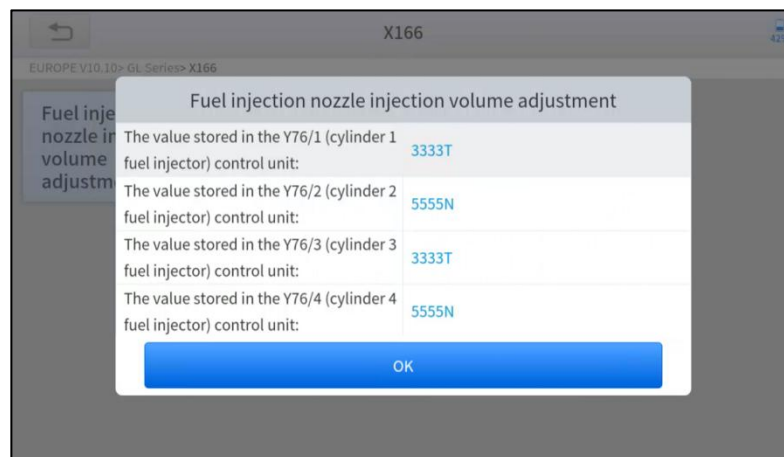 X166
42%
EUROPE V10.10> GL Series> X166
Fuel inje
nozzle in
volume
adjustm
Fuel injection nozzle injection volume adjustment
The value stored in the Y76/1 (cylinder 1
fuel injector) control unit:
3333T
The value stored in the Y76/2 (cylinder 2
fuel injector) control unit:
5555N
The value stored in the Y76/3 (cylinder 3
fuel injector) control unit:
3333T
The value stored in the Y76/4 (cylinder 4
fuel injector) control unit:
5555N
OK